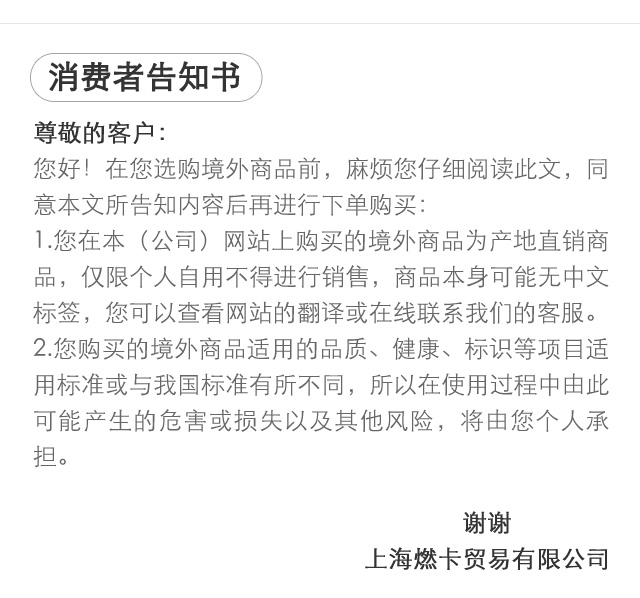 消费者告知书
尊敬的客户：
您好！在您选购境外商品前，麻烦您仔细阅读此文，同
意本文所告知内容后再进行下单购买：
1.您在本（公司）网站上购买的境外商品为产地直销商
品，仅限个人自用不得进行销售，商品本身可能无中文
标签，您可以查看网站的翻译或在线联系我们的客服。
2.您购买的境外商品适用的品质、健康、标识等项目适
用标准或与我国标准有所不同，所以在使用过程中由此
可能产生的危害或损失以及其他风险，将由您个人承
担。
谢谢
上海燃卡贸易有限公司